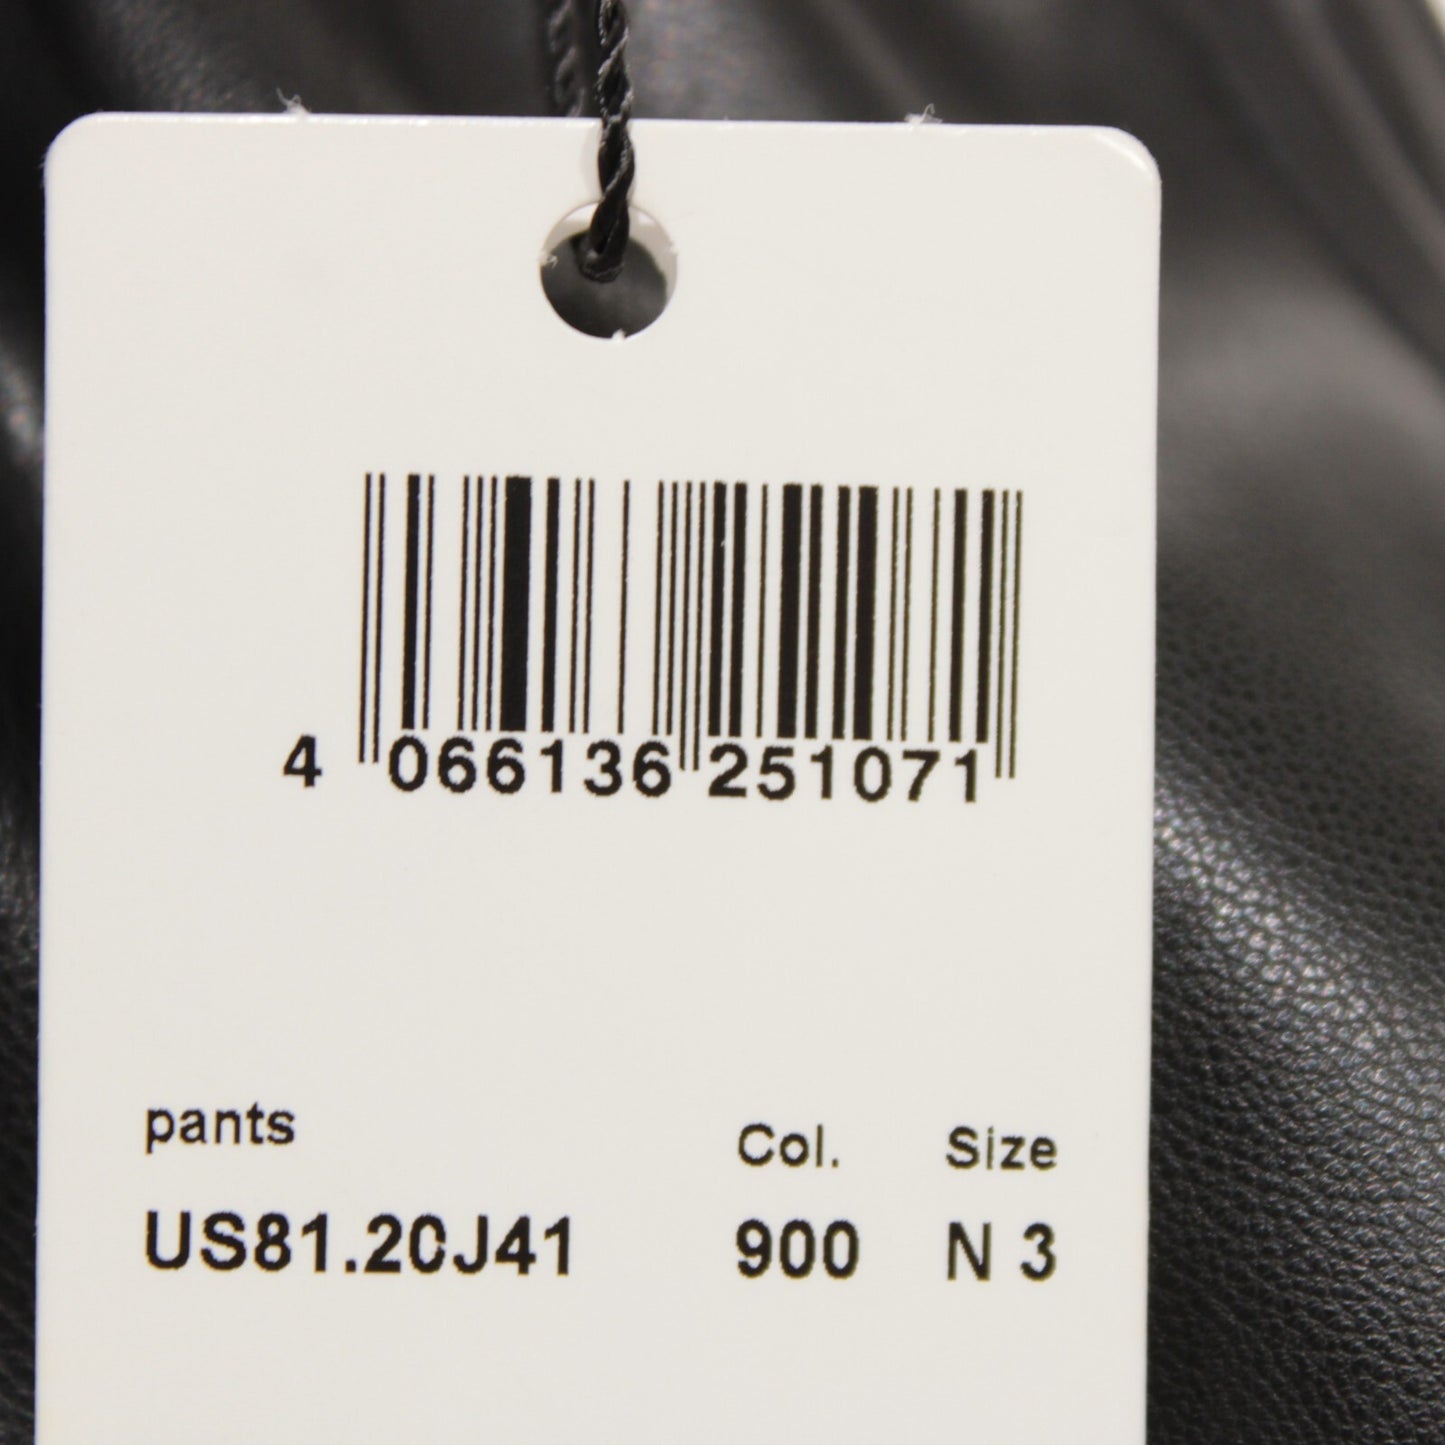 4 066136 251071
pants Col. Size
US81.20J41 900 N 3